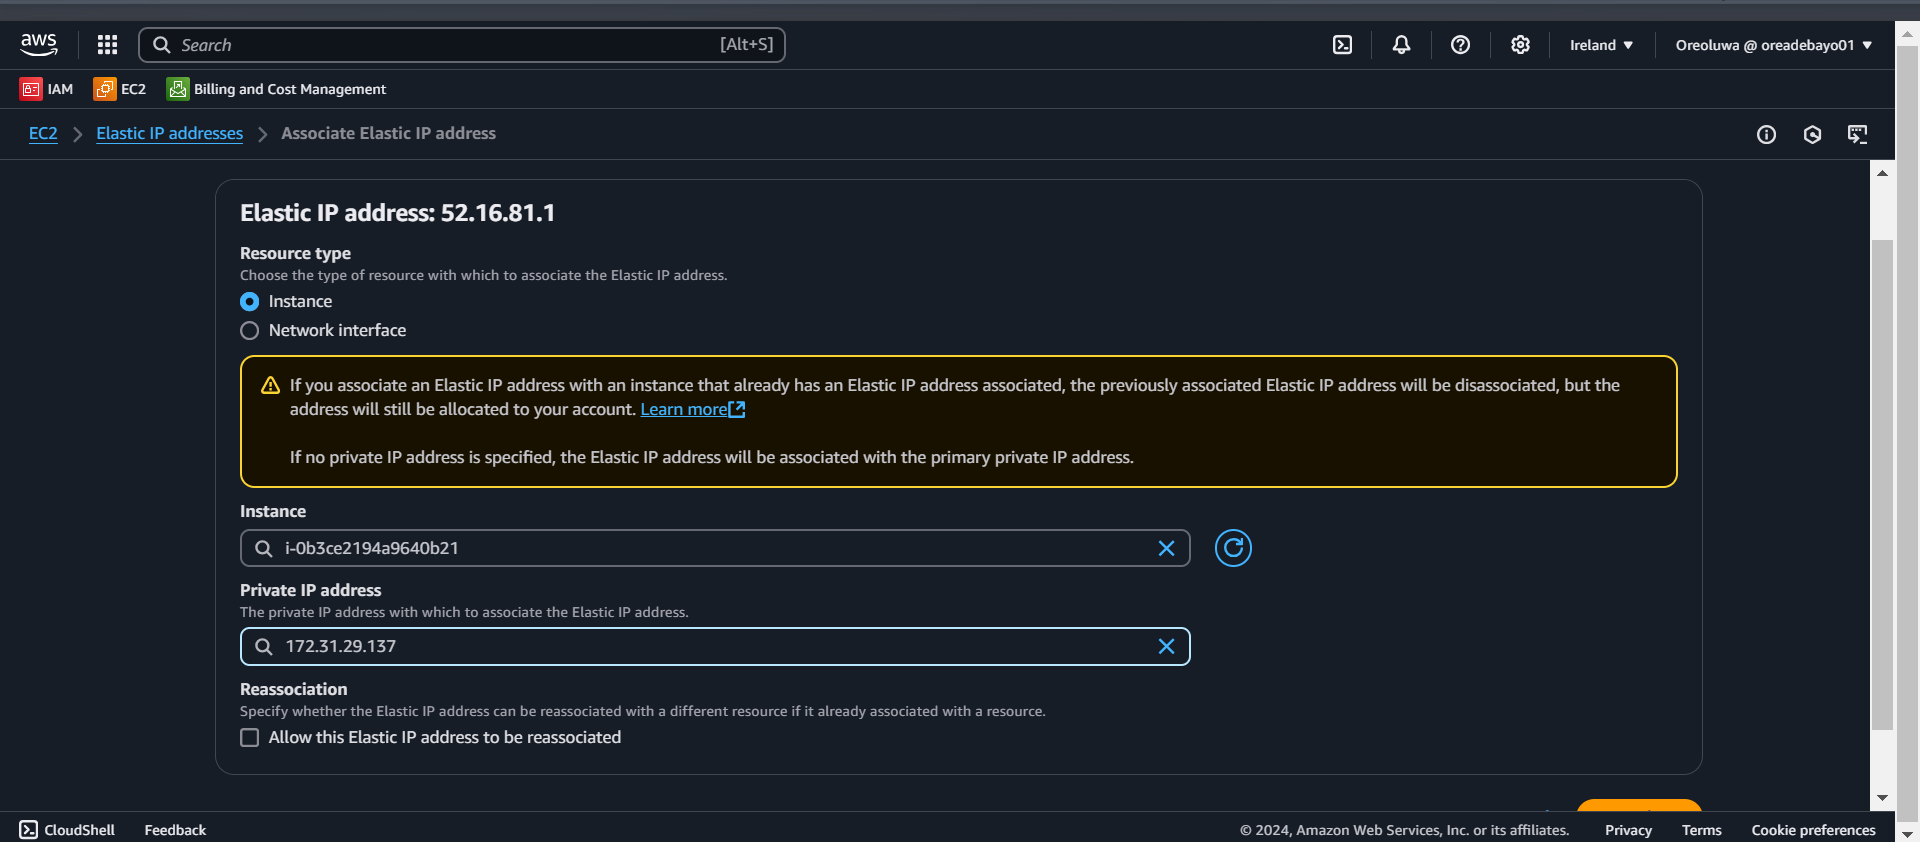 aws
Search [Alt+S]
Ireland
Oreoluwa @ oreadebayo01
IAM EC2 Billing and Cost Management
EC2 Elastic IP addresses Associate Elastic IP address
Elastic IP address: 52.16.81.1
Resource type
Choose the type of resource with which to associate the Elastic IP address.
Instance
Network interface
If you associate an Elastic IP address with an instance that already has an Elastic IP address associated, the previously associated Elastic IP address will be disassociated, but the
address will still be allocated to your account. Learn more
If no private IP address is specified, the Elastic IP address will be associated with the primary private IP address.
Instance
i-0b3ce2194a9640b21
Private IP address
The private IP address with which to associate the Elastic IP address.
172.31.29.137
Reassociation
Specify whether the Elastic IP address can be reassociated with a different resource if it already associated with a resource.
Allow this Elastic IP address to be reassociated
CloudShell Feedback
© 2024, Amazon Web Services, Inc. or its affiliates. Privacy Terms Cookie preferences